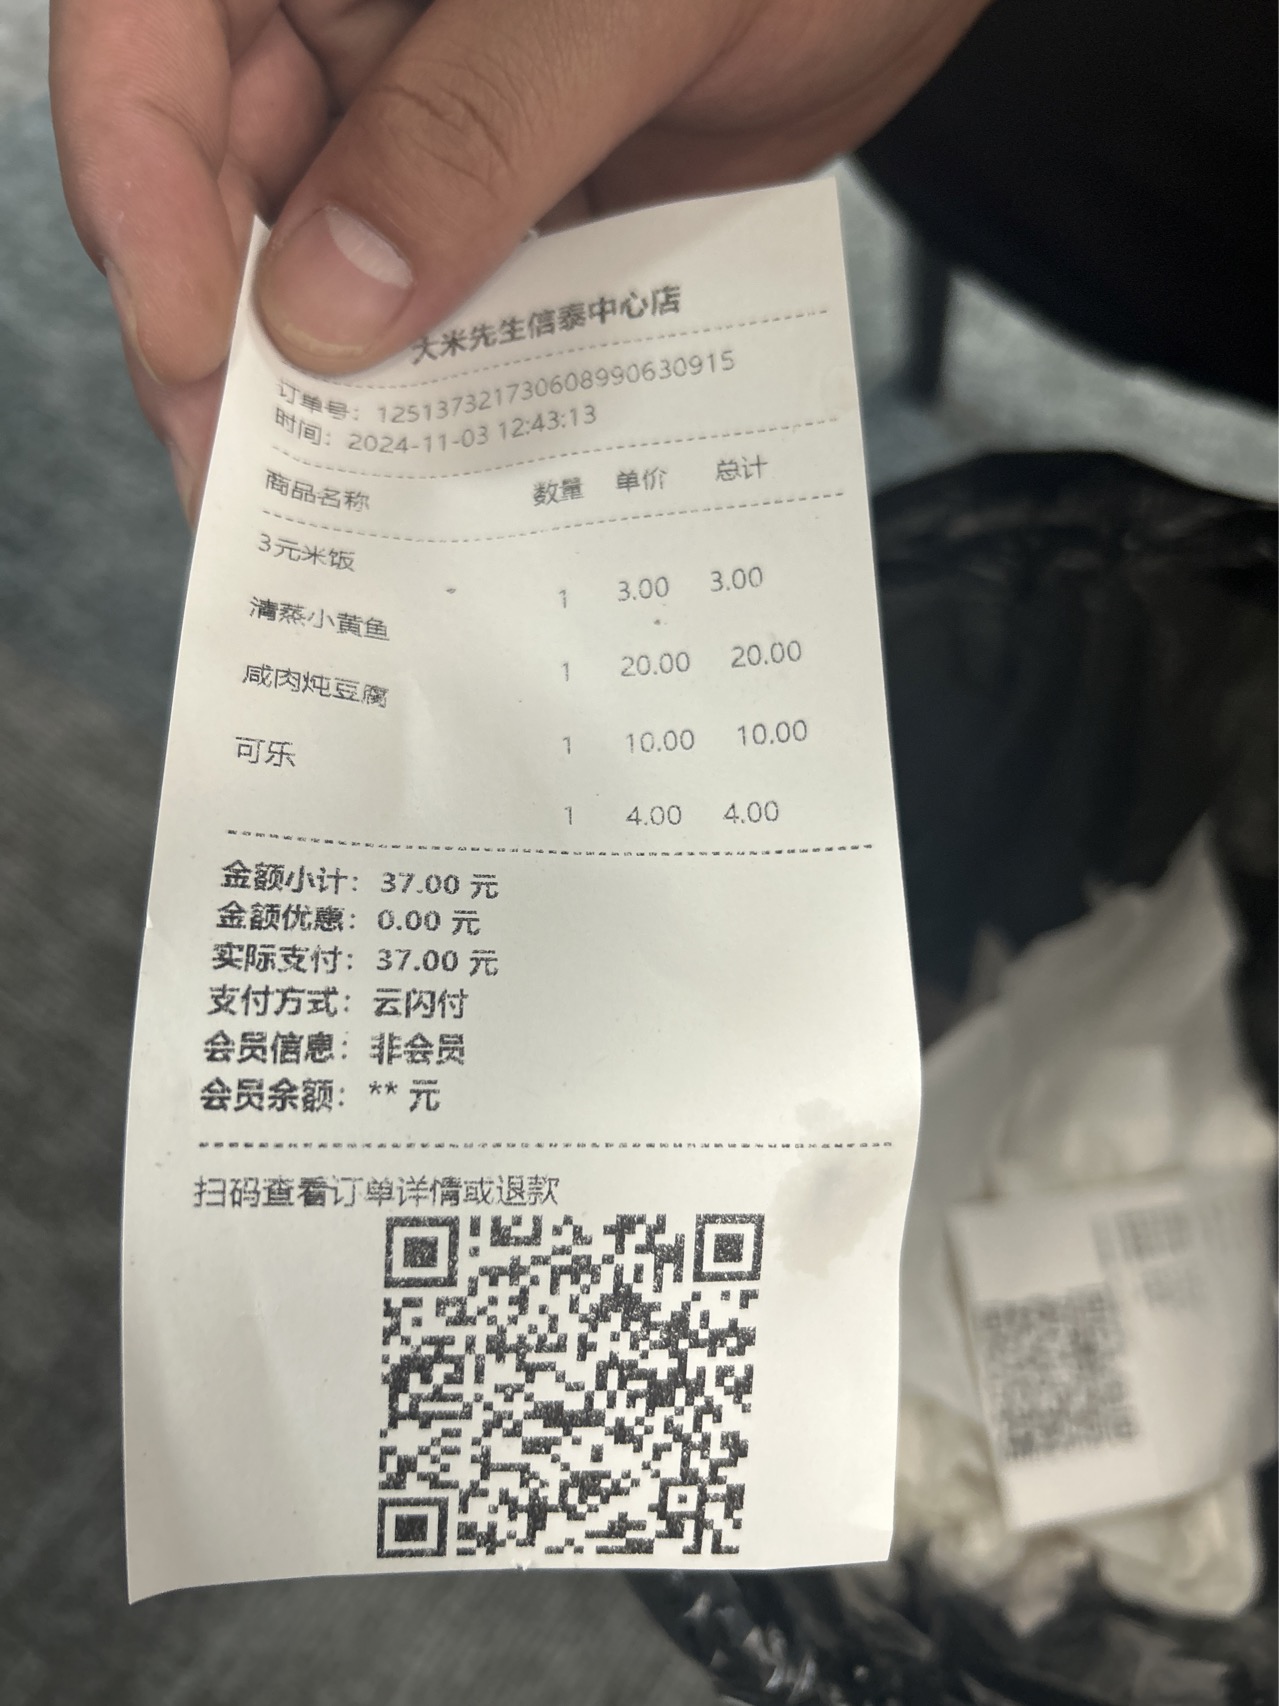 大米先生信泰中心店
订单号： 1251373217306089906​30915
时间： 2024-11-03 12:43:13
商品名称 数量 单价 总计
3元米饭
1 3.00 3.00
清蒸小黄鱼
1 20.00 20.00
咸肉炖豆腐
1 10.00 10.00
可乐
1 4.00 4.00
金额小计： 37.00 元
金额优惠： 0.00 元
实际支付： 37.00 元
支付方式： 云闪付
会员信息： 非会员
会员余额： ** 元
扫码查看订单详情或退款